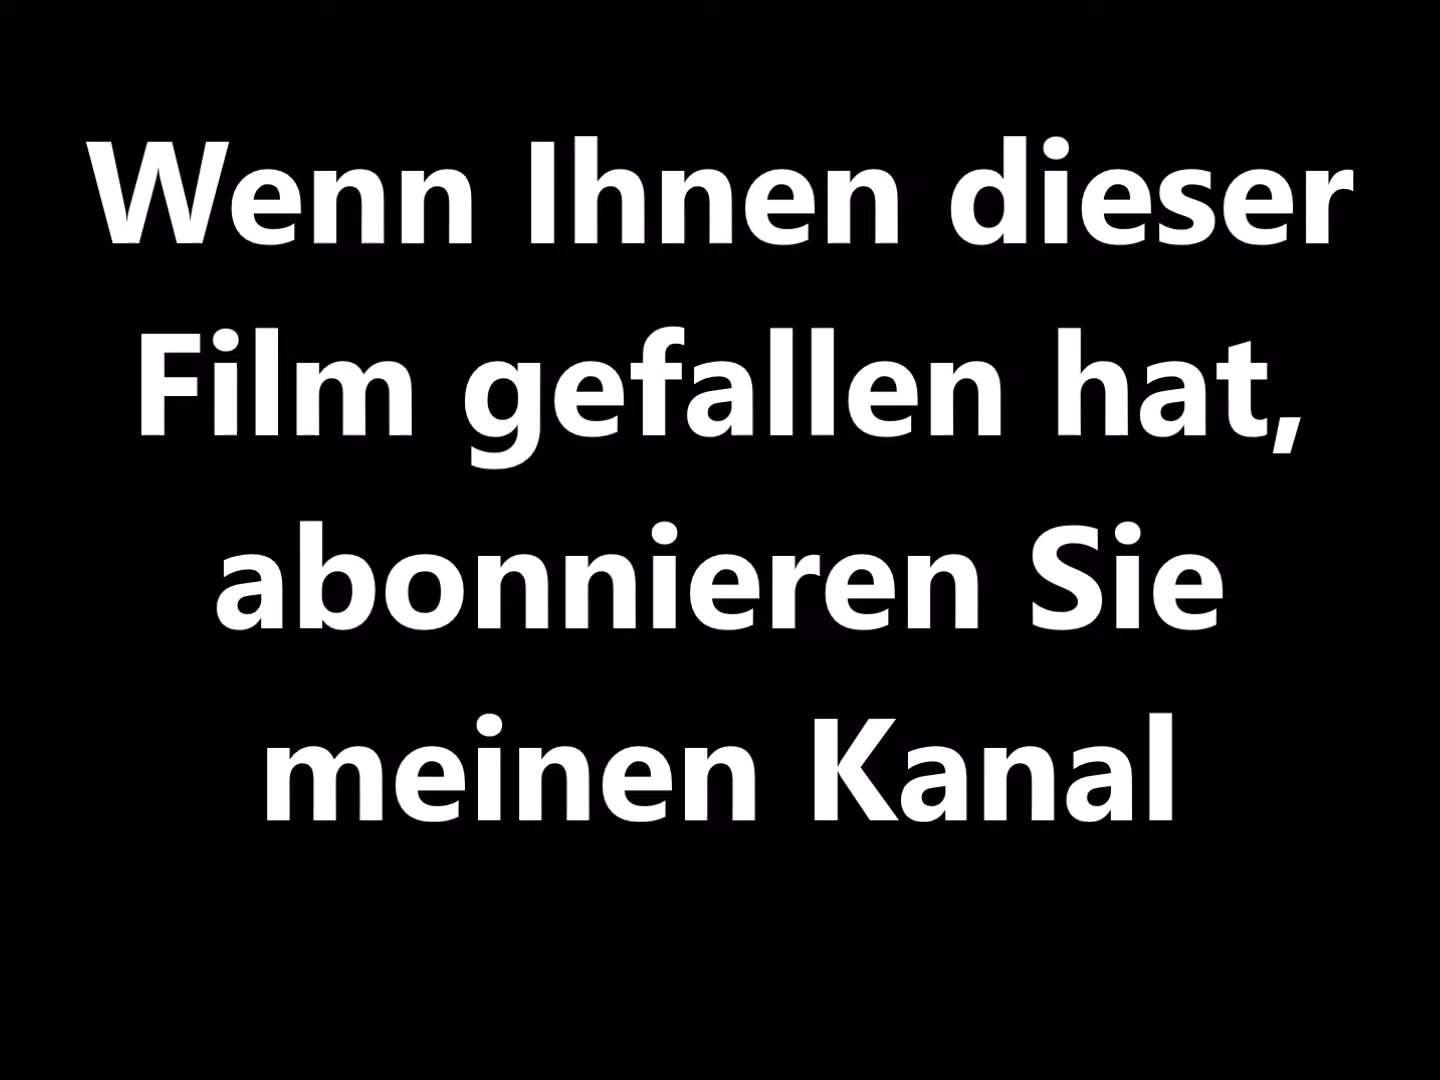 Wenn Ihnen dieser
Film gefallen hat,
abonnieren Sie
meinen Kanal